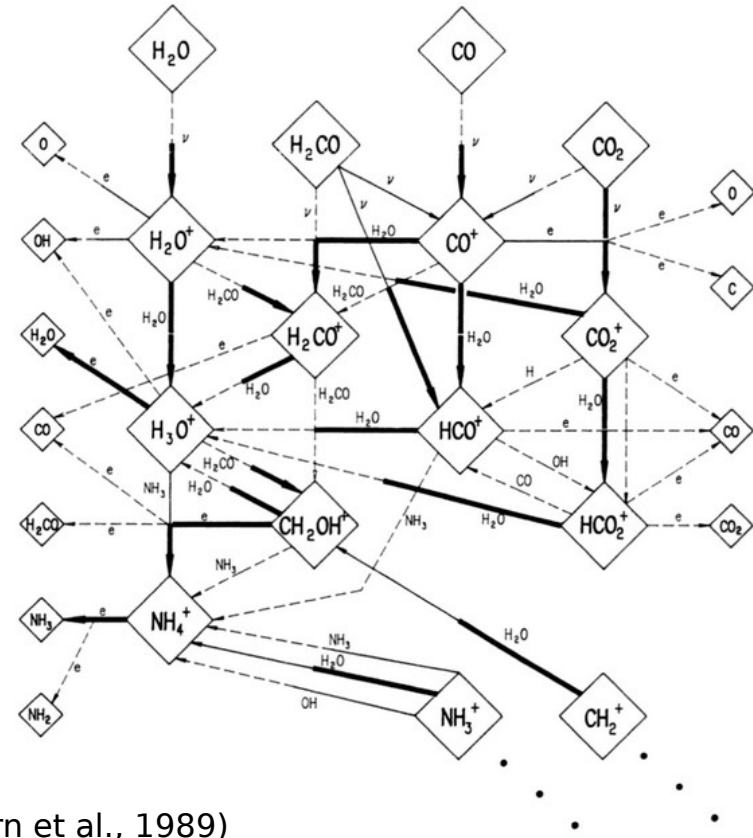 H₂O CO
ν ν
O H₂CO CO₂
e ν ν ν ν O
OH e H₂O⁺ H₂O CO⁺ e e
H₂CO H₂CO H₂O e C
H₂O e H₂O H₂CO⁺ H₂O CO₂⁺
e e H₂O H₂CO H H₂O e
CO H₃O⁺ H₂O HCO⁺ e CO
H₂CO OH
e NH₃ H₂O CO e
H₂CO e e CH₂OH⁺ NH₃ H₂O HCO₂⁺ e CO₂
NH₃
NH₃ e NH₄⁺ H₂O
e NH₃
H₂O
NH₂ OH NH₃⁺ CH₂⁺
rn et al., 1989)